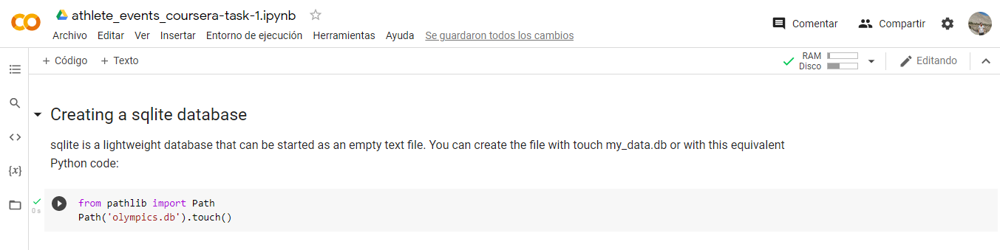 athlete_events_coursera-task-1.ipynb
Archivo Editar Ver Insertar Entorno de ejecución Herramientas Ayuda Se guardaron todos los cambios
Comentar Compartir
+ Código + Texto
RAM
Disco
Editando
Creating a sqlite database
sqlite is a lightweight database that can be started as an empty text file. You can create the file with touch my_data.db or with this equivalent
Python code:
{x}
0 s
from pathlib import Path
Path('olympics.db').touch()